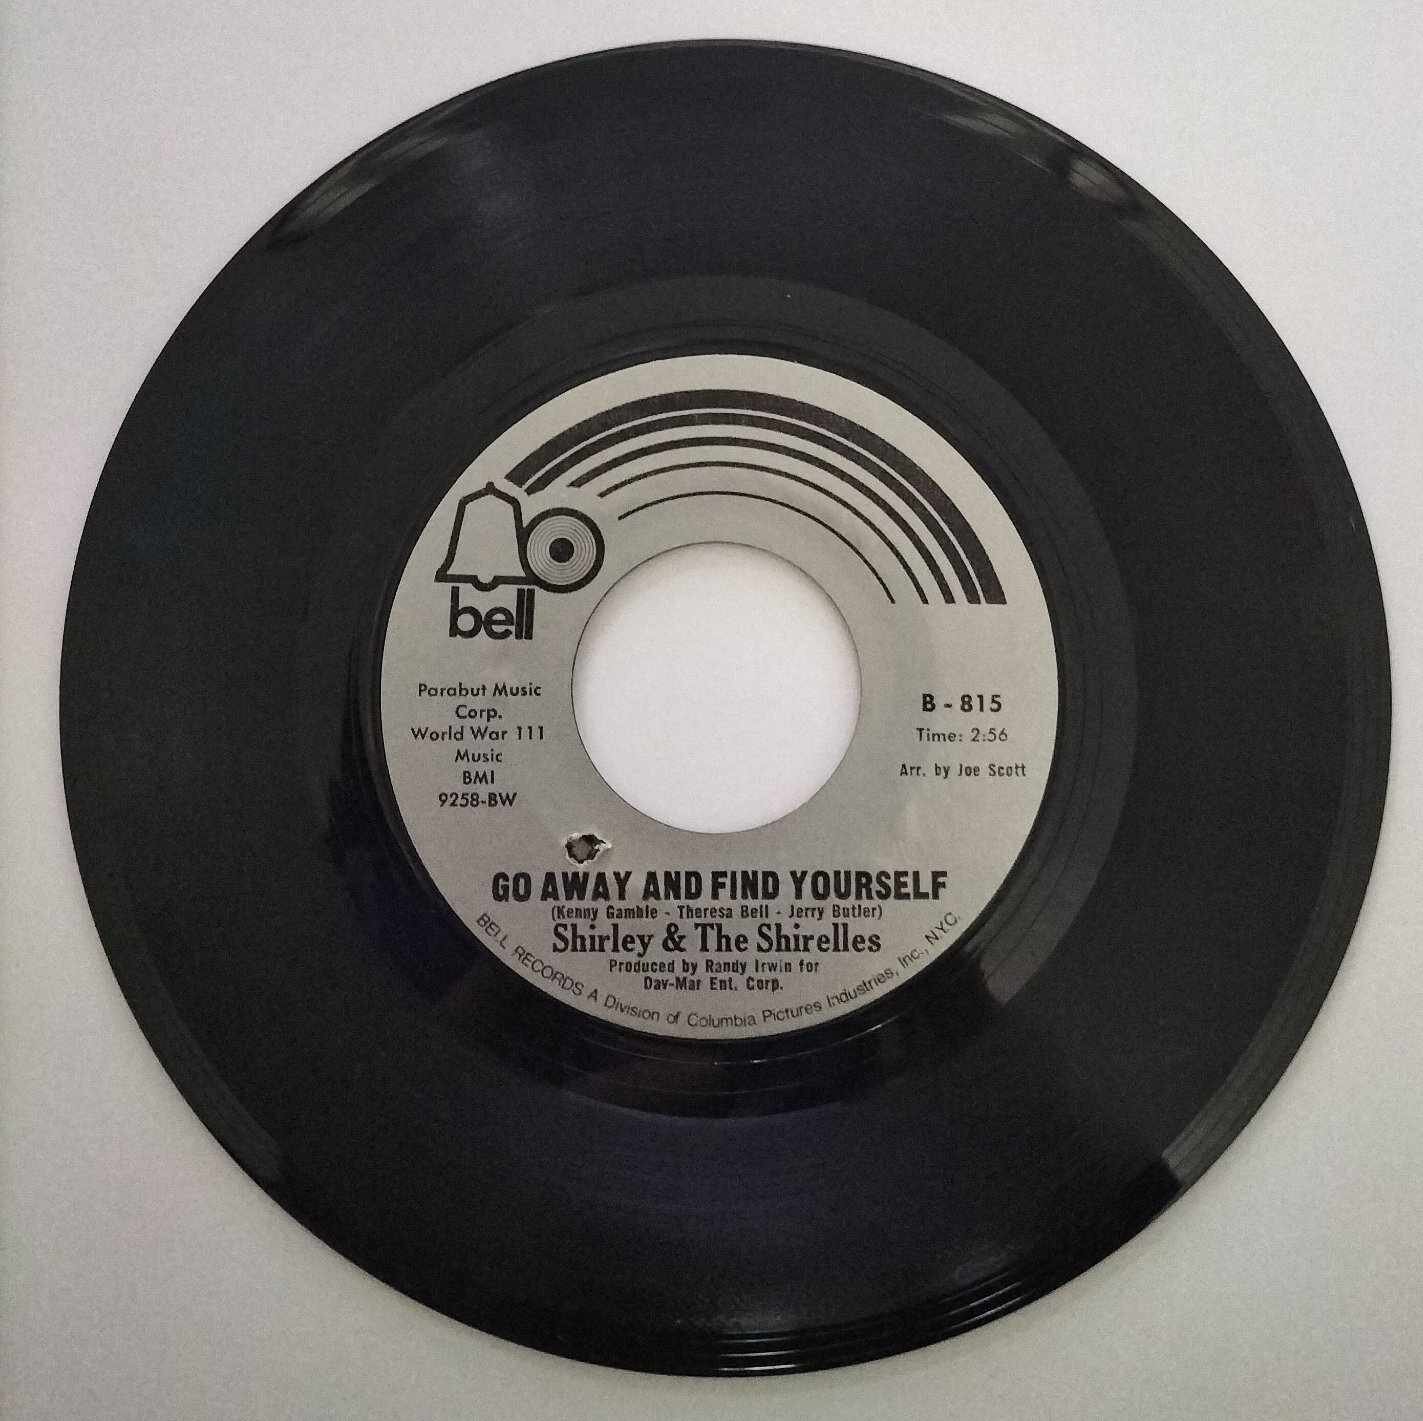 bell
Parabut Music
Corp.
World War 111
Music
BMI
9258-BW
B - 815
Time: 2:56
Arr. by Joe Scott
GO AWAY AND FIND YOURSELF
(Kenny Gamble - Theresa Bell - Jerry Butler)
Shirley & The Shirelles
Produced by Randy Irwin for
Dav-Mar Ent. Corp.
BELL RECORDS A Division of Columbia Pictures Industries, Inc., N.Y.C.